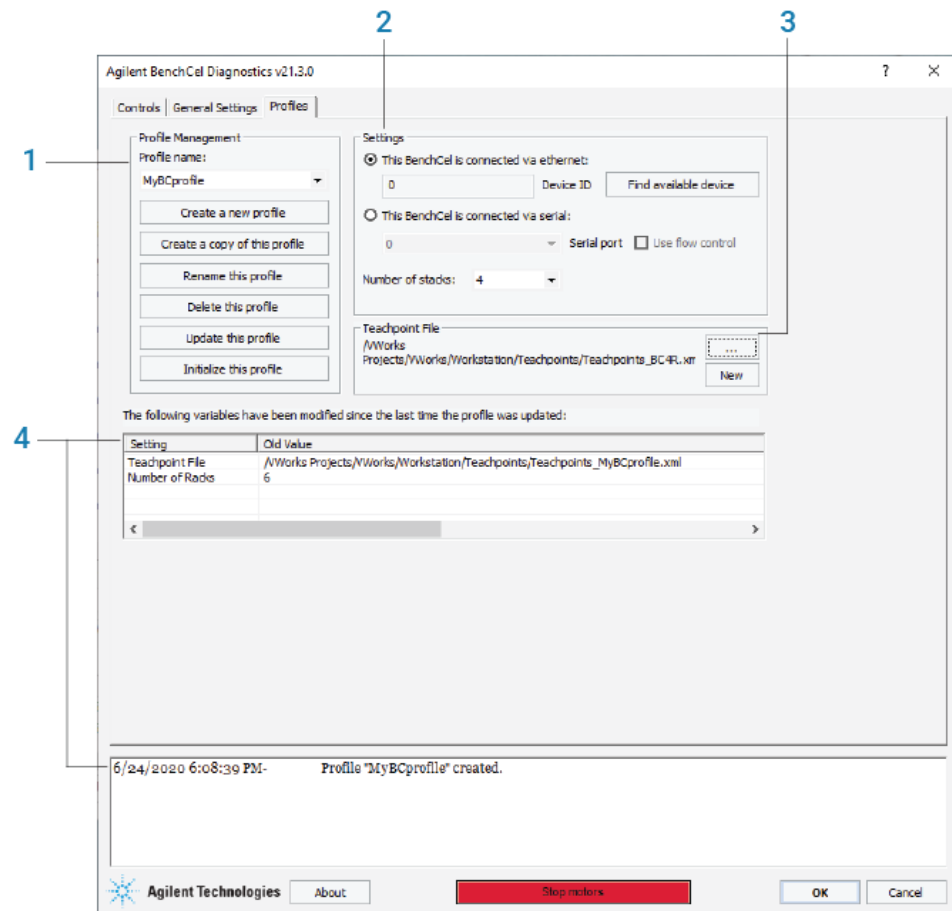 2
3
Agilent BenchCel Diagnostics v21.3.0
?
Controls
General Settings
Profiles
1
Profile Management
Profile name:
MyBCprofile
Create a new profile
Create a copy of this profile
Rename this profile
Delete this profile
Update this profile
Initialize this profile
Settings
This BenchCel is connected via ethernet:
0
Device ID
Find available device
This BenchCel is connected via serial:
0
Serial port
Use flow control
Number of stacks:
4
Teachpoint File
/VWorks
Projects/VWorks/Workstation/Teachpoints/Teachpoints_BC4R.xm
...
New
The following variables have been modified since the last time the profile was updated:
4
Setting Old Value
Teachpoint File /VWorks Projects/VWorks/Workstation/Teachpoints/Teachpoints_MyBCprofile.xml
Number of Racks 6
6/24/2020 6:08:39 PM- Profile "MyBCprofile" created.
Agilent Technologies
About
Stop motors
OK
Cancel